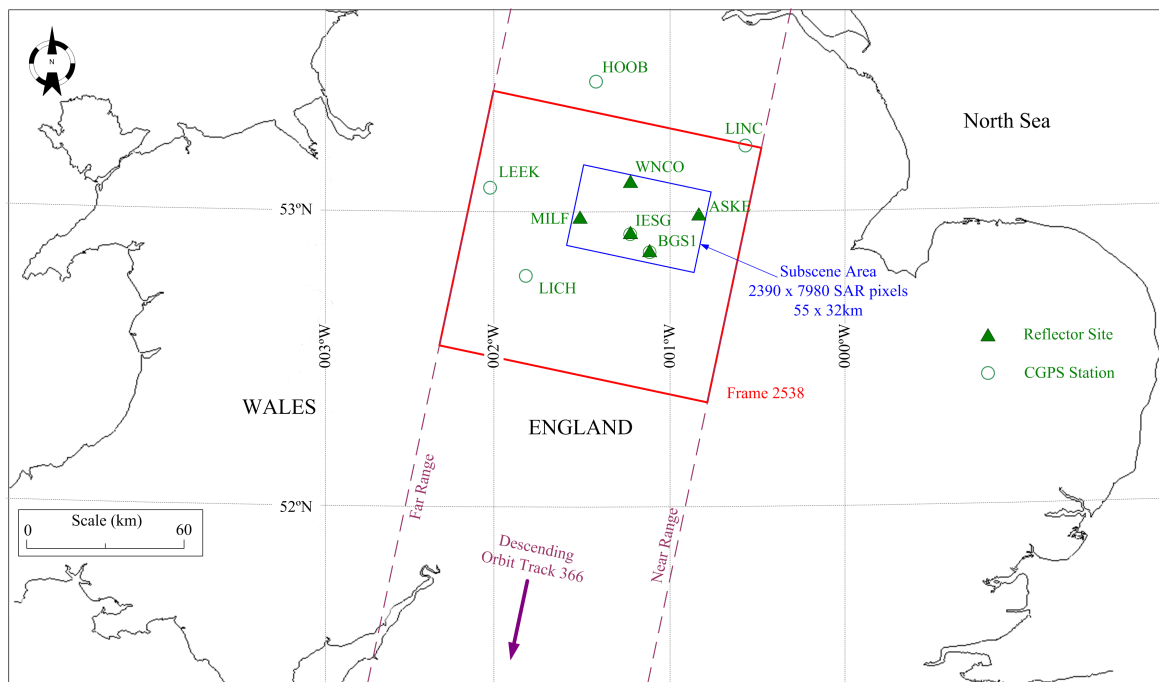 N
HOOB
LINC
North Sea
WNCO
LEEK
ASKE
53ºN
MILF
IESG
BGS1
Subscene Area
2390 x 7980 SAR pixels
55 x 32km
LICH
003ºW
002ºW
001ºW
000ºW
Reflector Site
CGPS Station
Frame 2538
WALES
ENGLAND
Far Range
Near Range
52ºN
Scale (km)
0 60
Descending
Orbit Track 366